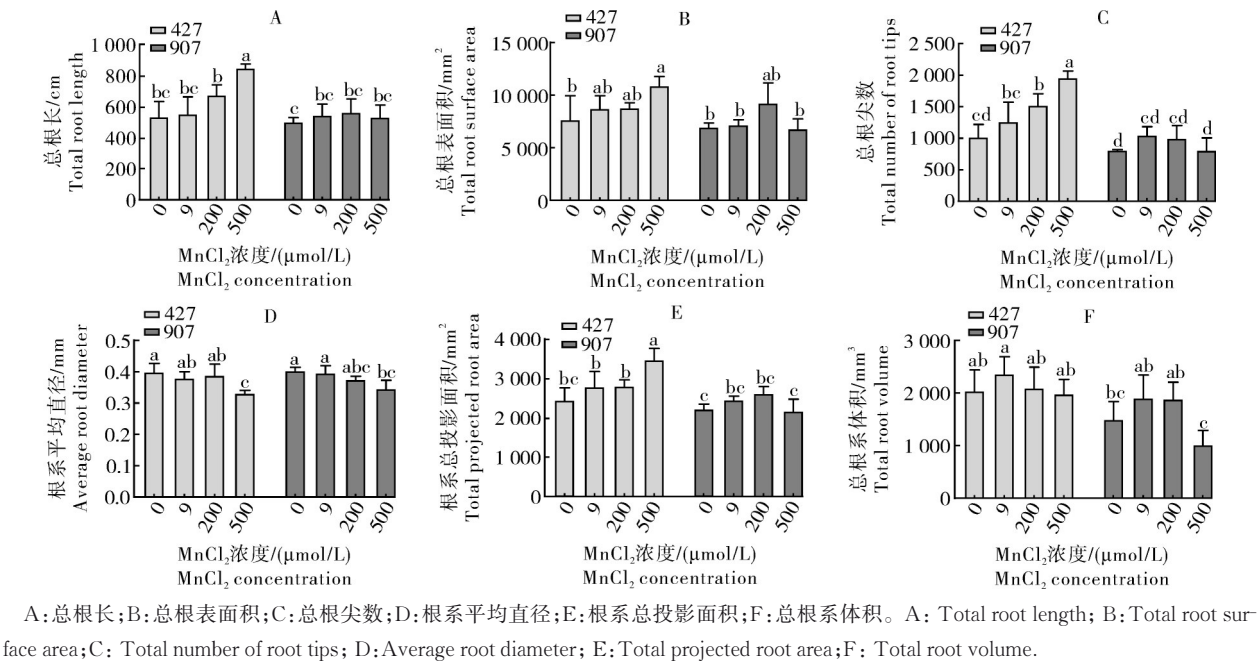 A
427
907
总根长/cm
Total root length
1 000
800
600
400
200
0
bc bc b a c bc bc bc
0 9 200 500 0 9 200 500
MnCl₂浓度/(μmol/L)
MnCl₂ concentration
B
427
907
总根表面积/mm²
Total root surface area
15 000
10 000
5 000
0
b ab ab a b b ab b
0 9 200 500 0 9 200 500
MnCl₂浓度/(μmol/L)
MnCl₂ concentration
C
427
907
总根尖数
Total number of root tips
2 500
2 000
1 500
1 000
500
0
cd bc b a d cd cd d
0 9 200 500 0 9 200 500
MnCl₂浓度/(μmol/L)
MnCl₂ concentration
D
427
907
根系平均直径/mm
Average root diameter
0.5
0.4
0.3
0.2
0.1
0.0
a ab ab c a a abc bc
0 9 200 500 0 9 200 500
MnCl₂浓度/(μmol/L)
MnCl₂ concentration
E
427
907
根系总投影面积/mm²
Total projected root area
4 000
3 000
2 000
1 000
0
bc b b a c bc bc c
0 9 200 500 0 9 200 500
MnCl₂浓度/(μmol/L)
MnCl₂ concentration
F
427
907
总根系体积/mm³
Total root volume
3 000
2 000
1 000
0
ab a ab ab bc ab ab c
0 9 200 500 0 9 200 500
MnCl₂浓度/(μmol/L)
MnCl₂ concentration
A:总根长;B:总根表面积;C:总根尖数;D:根系平均直径;E:根系总投影面积;F:总根系体积。A: Total root length; B:Total root sur-
face area;C: Total number of root tips; D:Average root diameter; E:Total projected root area;F: Total root volume.